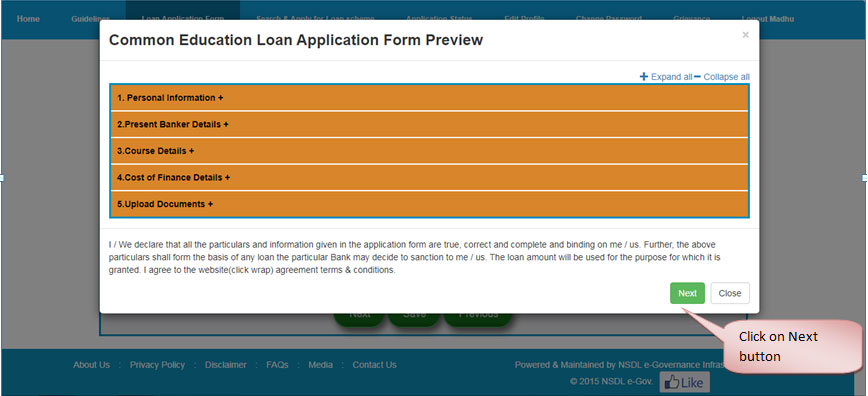 Home Guidelines Loan Application Form Search & Apply for Loan scheme Application Status Edit Profile Change Password Grievance Logout Madhu
Common Education Loan Application Form Preview ×
+ Expand all − Collapse all
1. Personal Information +
2.Present Banker Details +
3.Course Details +
4.Cost of Finance Details +
5.Upload Documents +
I / We declare that all the particulars and information given in the application form are true, correct and complete and binding on me / us. Further, the above
particulars shall form the basis of any loan the particular Bank may decide to sanction to me / us. The loan amount will be used for the purpose for which it is
granted. I agree to the website(click wrap) agreement terms & conditions.
Next Close
Next Save Previous
Click on Next
button
About Us : Privacy Policy : Disclaimer : FAQs : Media : Contact Us
Powered & Maintained by NSDL e-Governance Infras
© 2015 NSDL e-Gov. Like